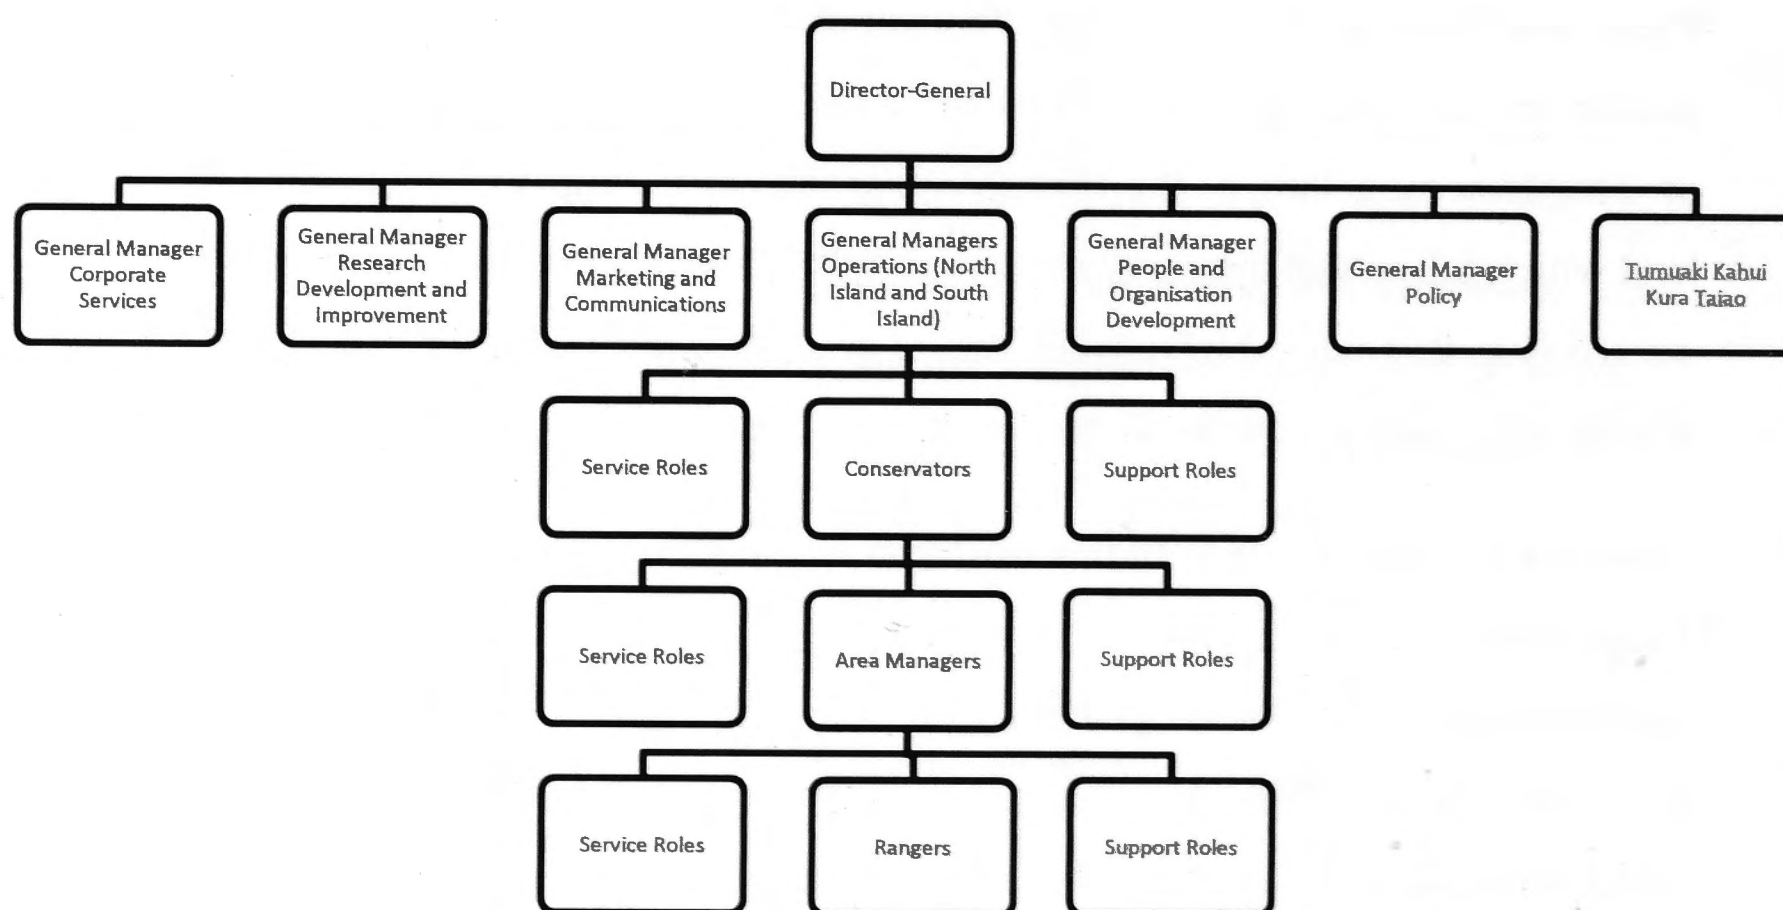 Director-General
General Manager
Corporate
Services
General Manager
Research
Development and
Improvement
General Manager
Marketing and
Communications
General Managers
Operations (North
Island and South
Island)
General Manager
People and
Organisation
Development
General Manager
Policy
Tumuaki Kahui
Kura Taiao
Service Roles
Conservators
Support Roles
Service Roles
Area Managers
Support Roles
Service Roles
Rangers
Support Roles